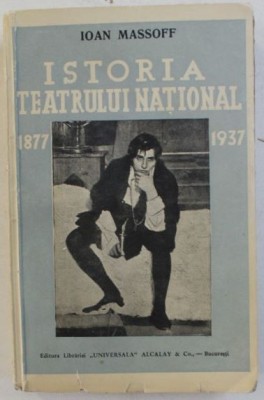 IOAN MASSOFF
ISTORIA
TEATRULUI NAȚIONAL
1877 1937
Editura Librăriei „UNIVERSALA” ALCALAY & Co., — București